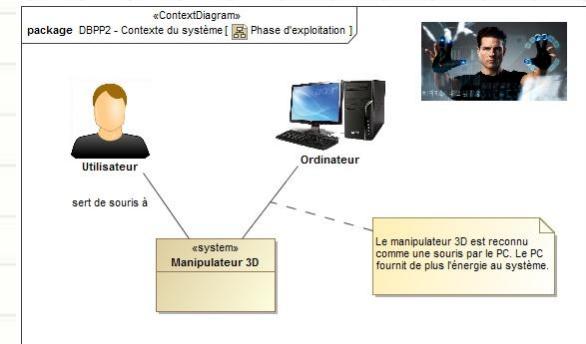 «ContextDiagram»
package DBPP2 - Contexte du système [ Phase d'exploitation ]
Utilisateur
Ordinateur
sert de souris à
«system»
Manipulateur 3D
Le manipulateur 3D est reconnu
comme une souris par le PC. Le PC
fournit de plus l'énergie au système.